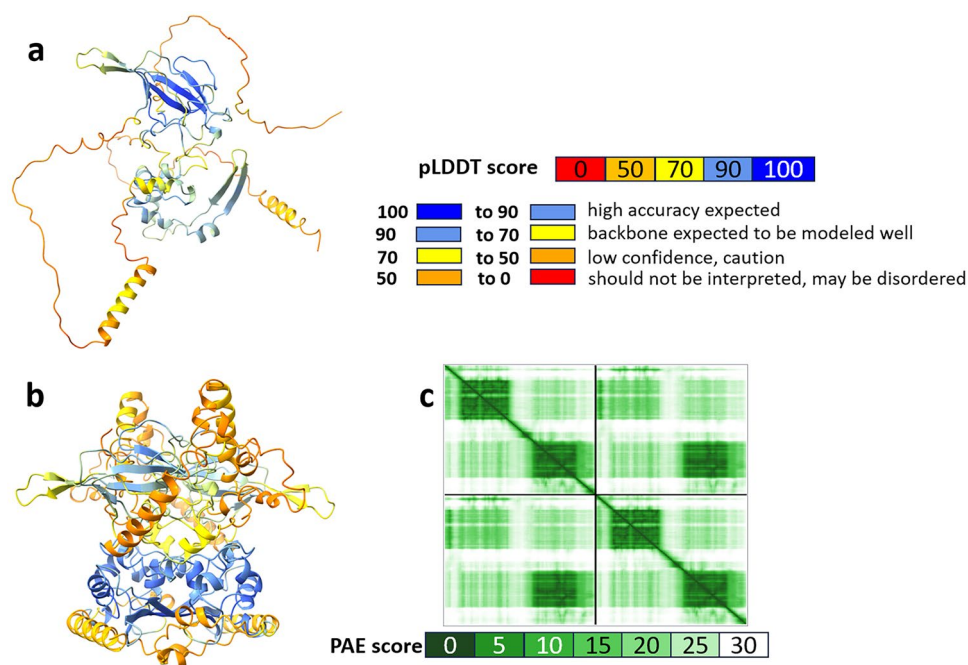 a
pLDDT score 0 50 70 90 100
100 to 90 high accuracy expected
90 to 70 backbone expected to be modeled well
70 to 50 low confidence, caution
50 to 0 should not be interpreted, may be disordered
b
c
PAE score 0 5 10 15 20 25 30